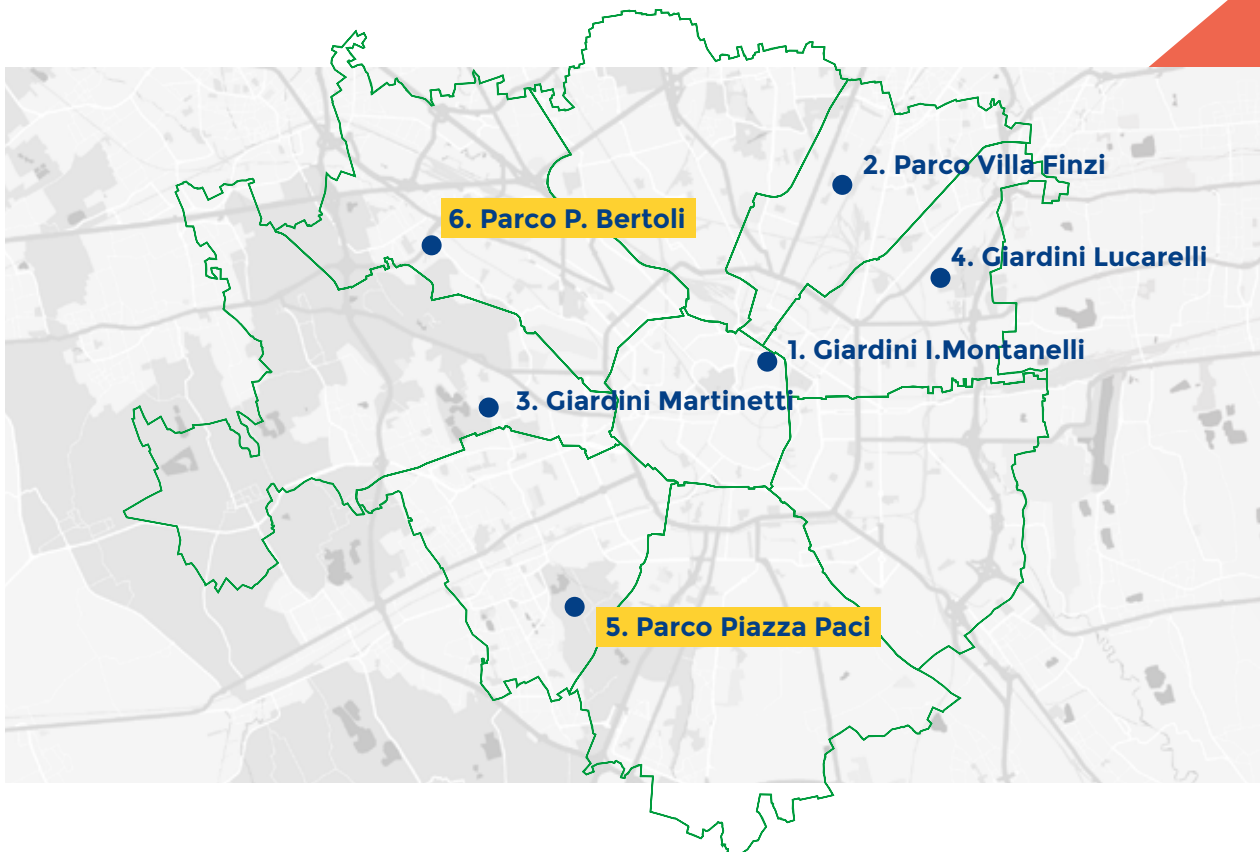 2. Parco Villa Finzi
6. Parco P. Bertoli
4. Giardini Lucarelli
1. Giardini I.Montanelli
3. Giardini Martinetti
5. Parco Piazza Paci